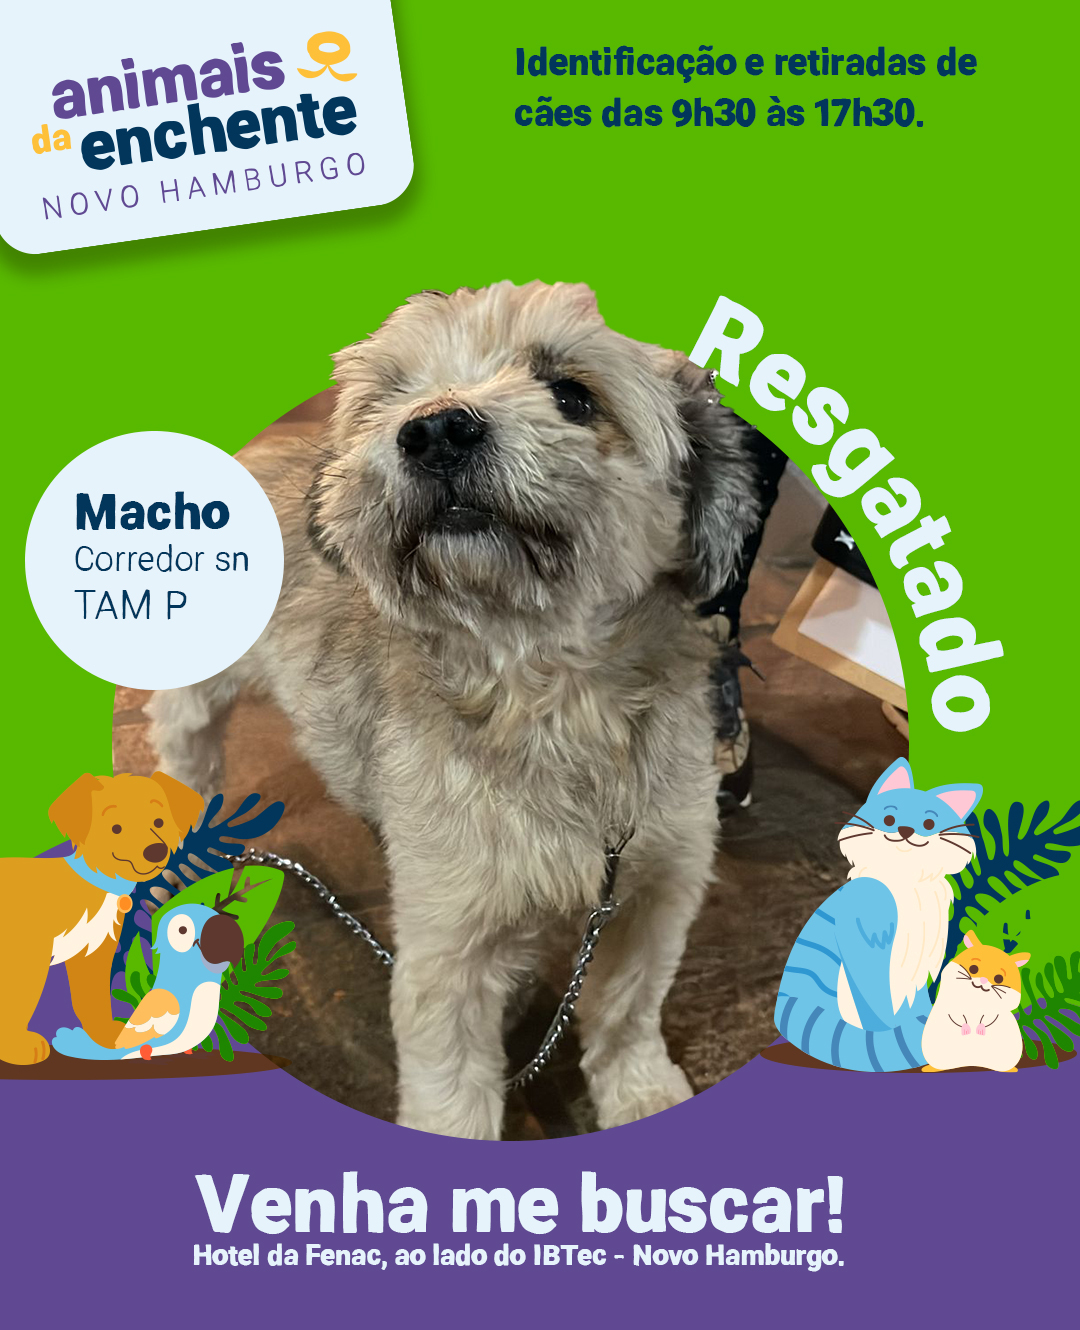 animais
da enchente
NOVO HAMBURGO
Identificação e retiradas de
cães das 9h30 às 17h30.
Resgatado
Macho
Corredor sn
TAM P
Venha me buscar!
Hotel da Fenac, ao lado do IBTec - Novo Hamburgo.